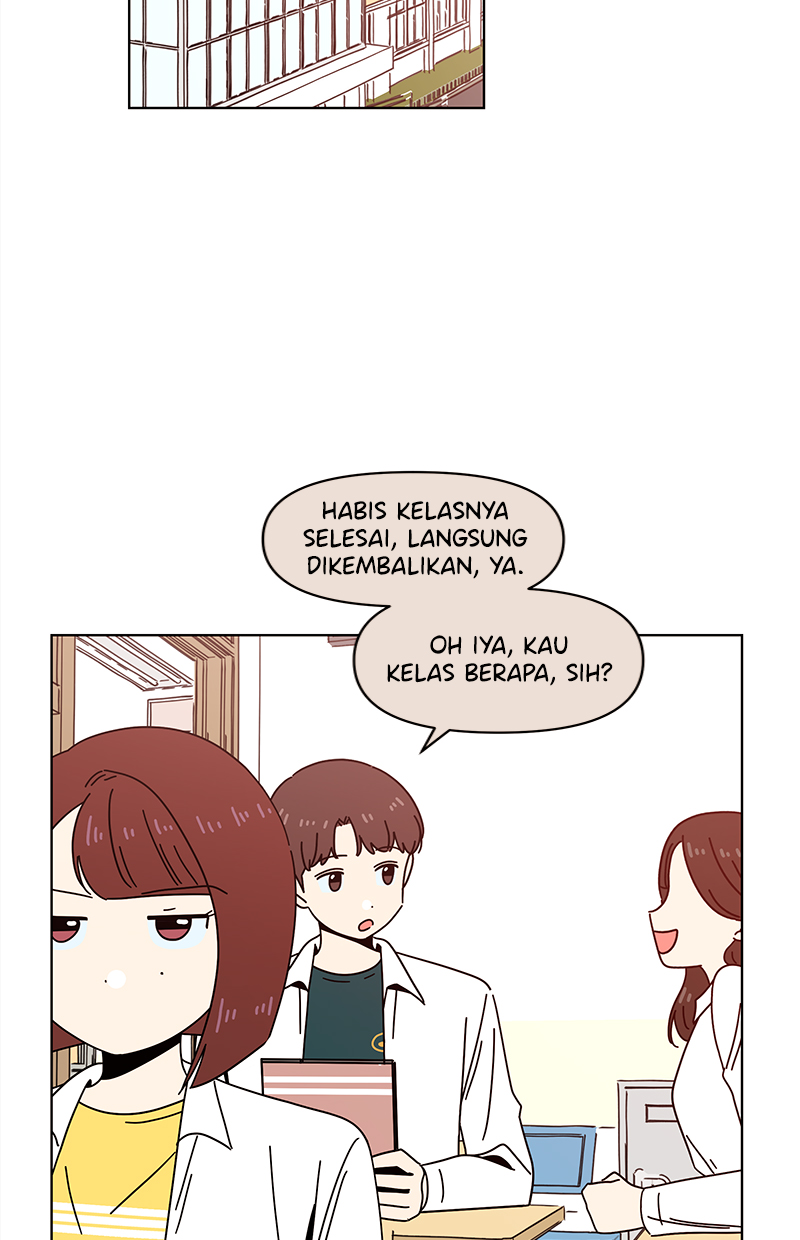 HABIS KELASNYA
SELESAI, LANGSUNG
DIKEMBALIKAN, YA.
OH IYA, KAU
KELAS BERAPA, SIH?